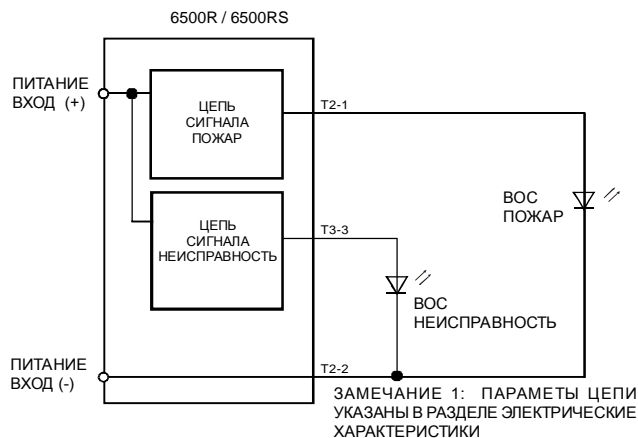 6500R / 6500RS
ПИТАНИЕ
ВХОД (+)
ЦЕПЬ
СИГНАЛА
ПОЖАР
T2-1
ВОС
ПОЖАР
ЦЕПЬ
СИГНАЛА
НЕИСПРАВНОСТЬ
T3-3
ВОС
НЕИСПРАВНОСТЬ
ПИТАНИЕ
ВХОД (-)
T2-2
ЗАМЕЧАНИЕ 1: ПАРАМЕТЫ ЦЕПИ
УКАЗАНЫ В РАЗДЕЛЕ ЭЛЕКТРИЧЕСКИЕ
ХАРАКТЕРИСТИКИ